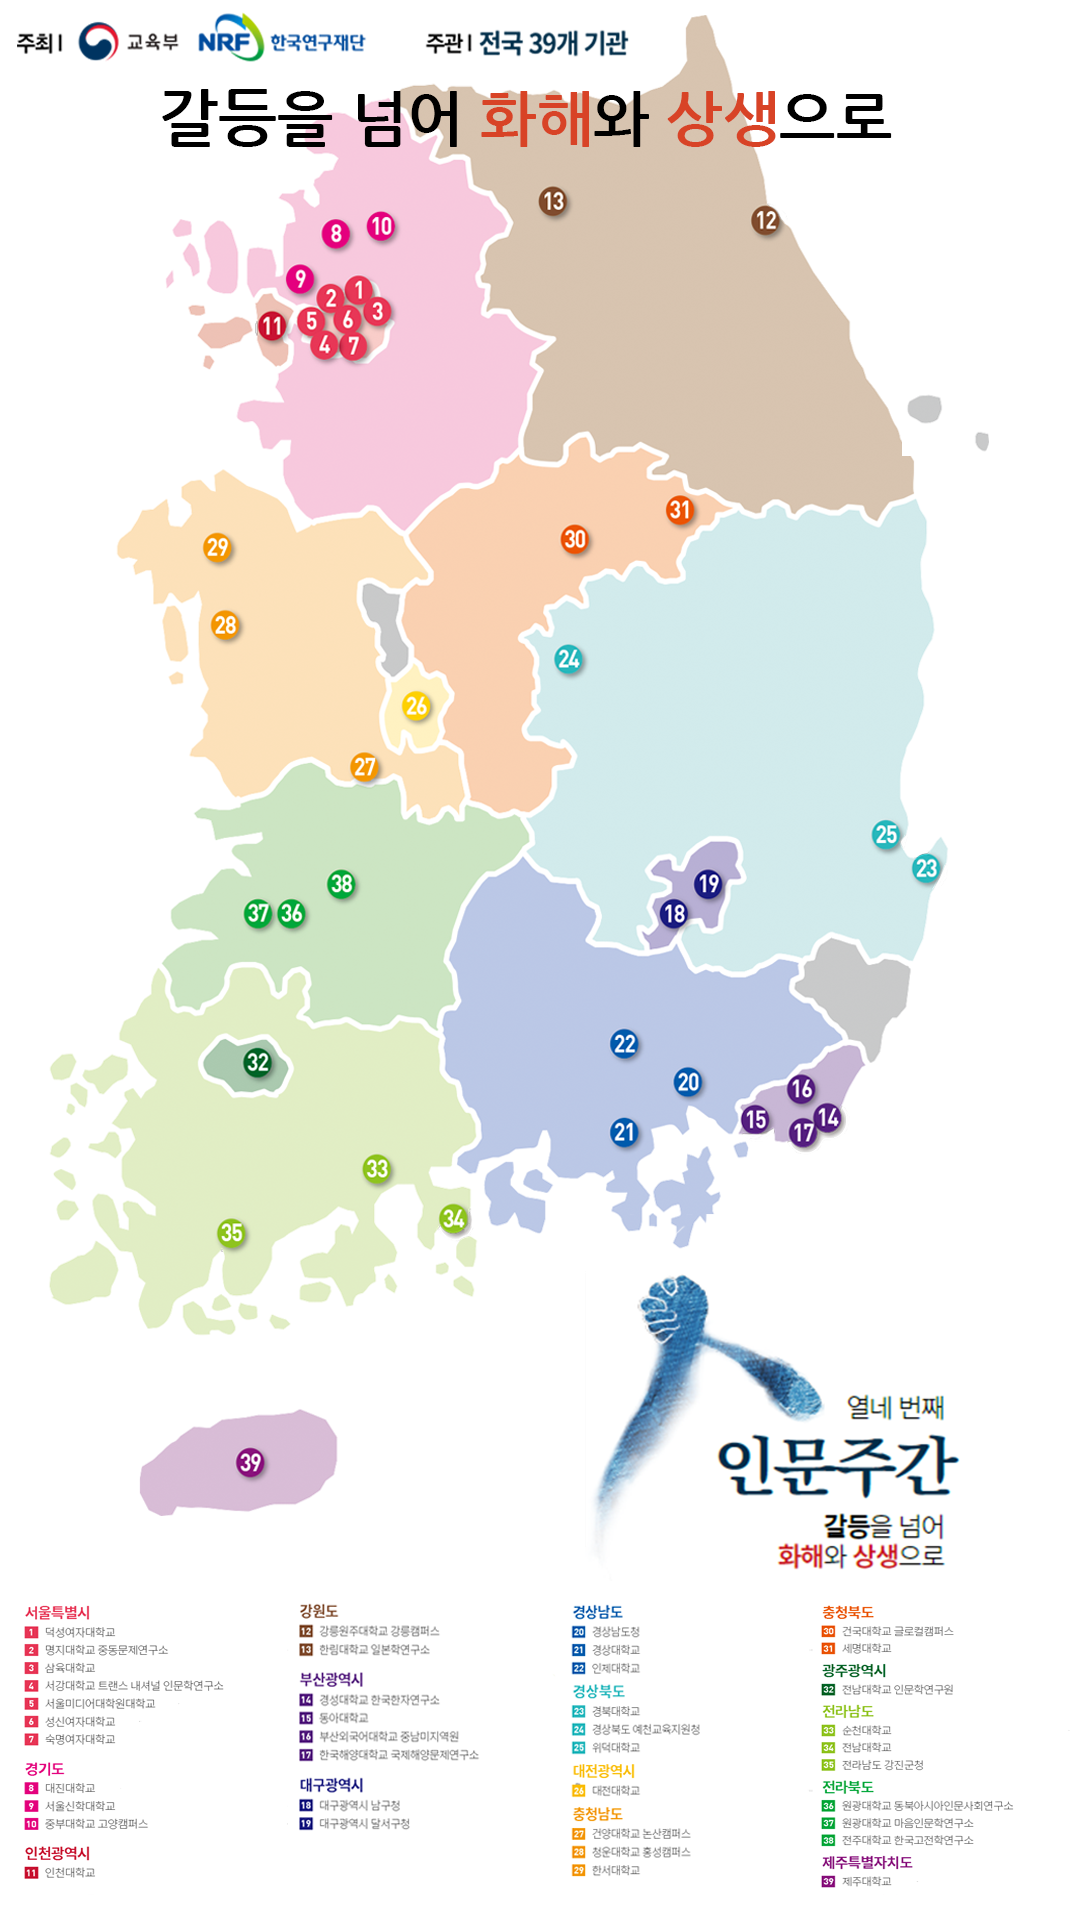 주최 | 교육부 NRF 한국연구재단 주관 | 전국 39개 기관
갈등을 넘어 화해와 상생으로
13
12
8
10
9
1
2
3
5
6
11
4
7
31
30
29
28
24
26
27
25
23
19
18
38
37
36
32
22
20
16
15
14
17
21
33
34
35
39
열네 번째
인문주간
갈등을 넘어
화해와 상생으로
서울특별시
1 덕성여자대학교
2 명지대학교 중동문제연구소
3 삼육대학교
4 서강대학교 트랜스 내셔널 인문학연구소
5 서울미디어대학원대학교
6 성신여자대학교
7 숙명여자대학교
경기도
8 대진대학교
9 서울신학대학교
10 중부대학교 고양캠퍼스
인천광역시
11 인천대학교
강원도
12 강릉원주대학교 강릉캠퍼스
13 한림대학교 일본학연구소
부산광역시
14 경성대학교 한국한자연구소
15 동아대학교
16 부산외국어대학교 중남미지역원
17 한국해양대학교 국제해양문제연구소
대구광역시
18 대구광역시 남구청
19 대구광역시 달서구청
경상남도
20 경상남도청
21 경상대학교
22 인제대학교
경상북도
23 경북대학교
24 경상북도 예천교육지원청
25 위덕대학교
대전광역시
26 대전대학교
충청남도
27 건양대학교 논산캠퍼스
28 청운대학교 홍성캠퍼스
29 한서대학교
충청북도
30 건국대학교 글로컬캠퍼스
31 세명대학교
광주광역시
32 전남대학교 인문학연구원
전라남도
33 순천대학교
34 전남대학교
35 전라남도 강진군청
전라북도
36 원광대학교 동북아시아인문사회연구소
37 원광대학교 마음인문학연구소
38 전주대학교 한국고전학연구소
제주특별자치도
39 제주대학교